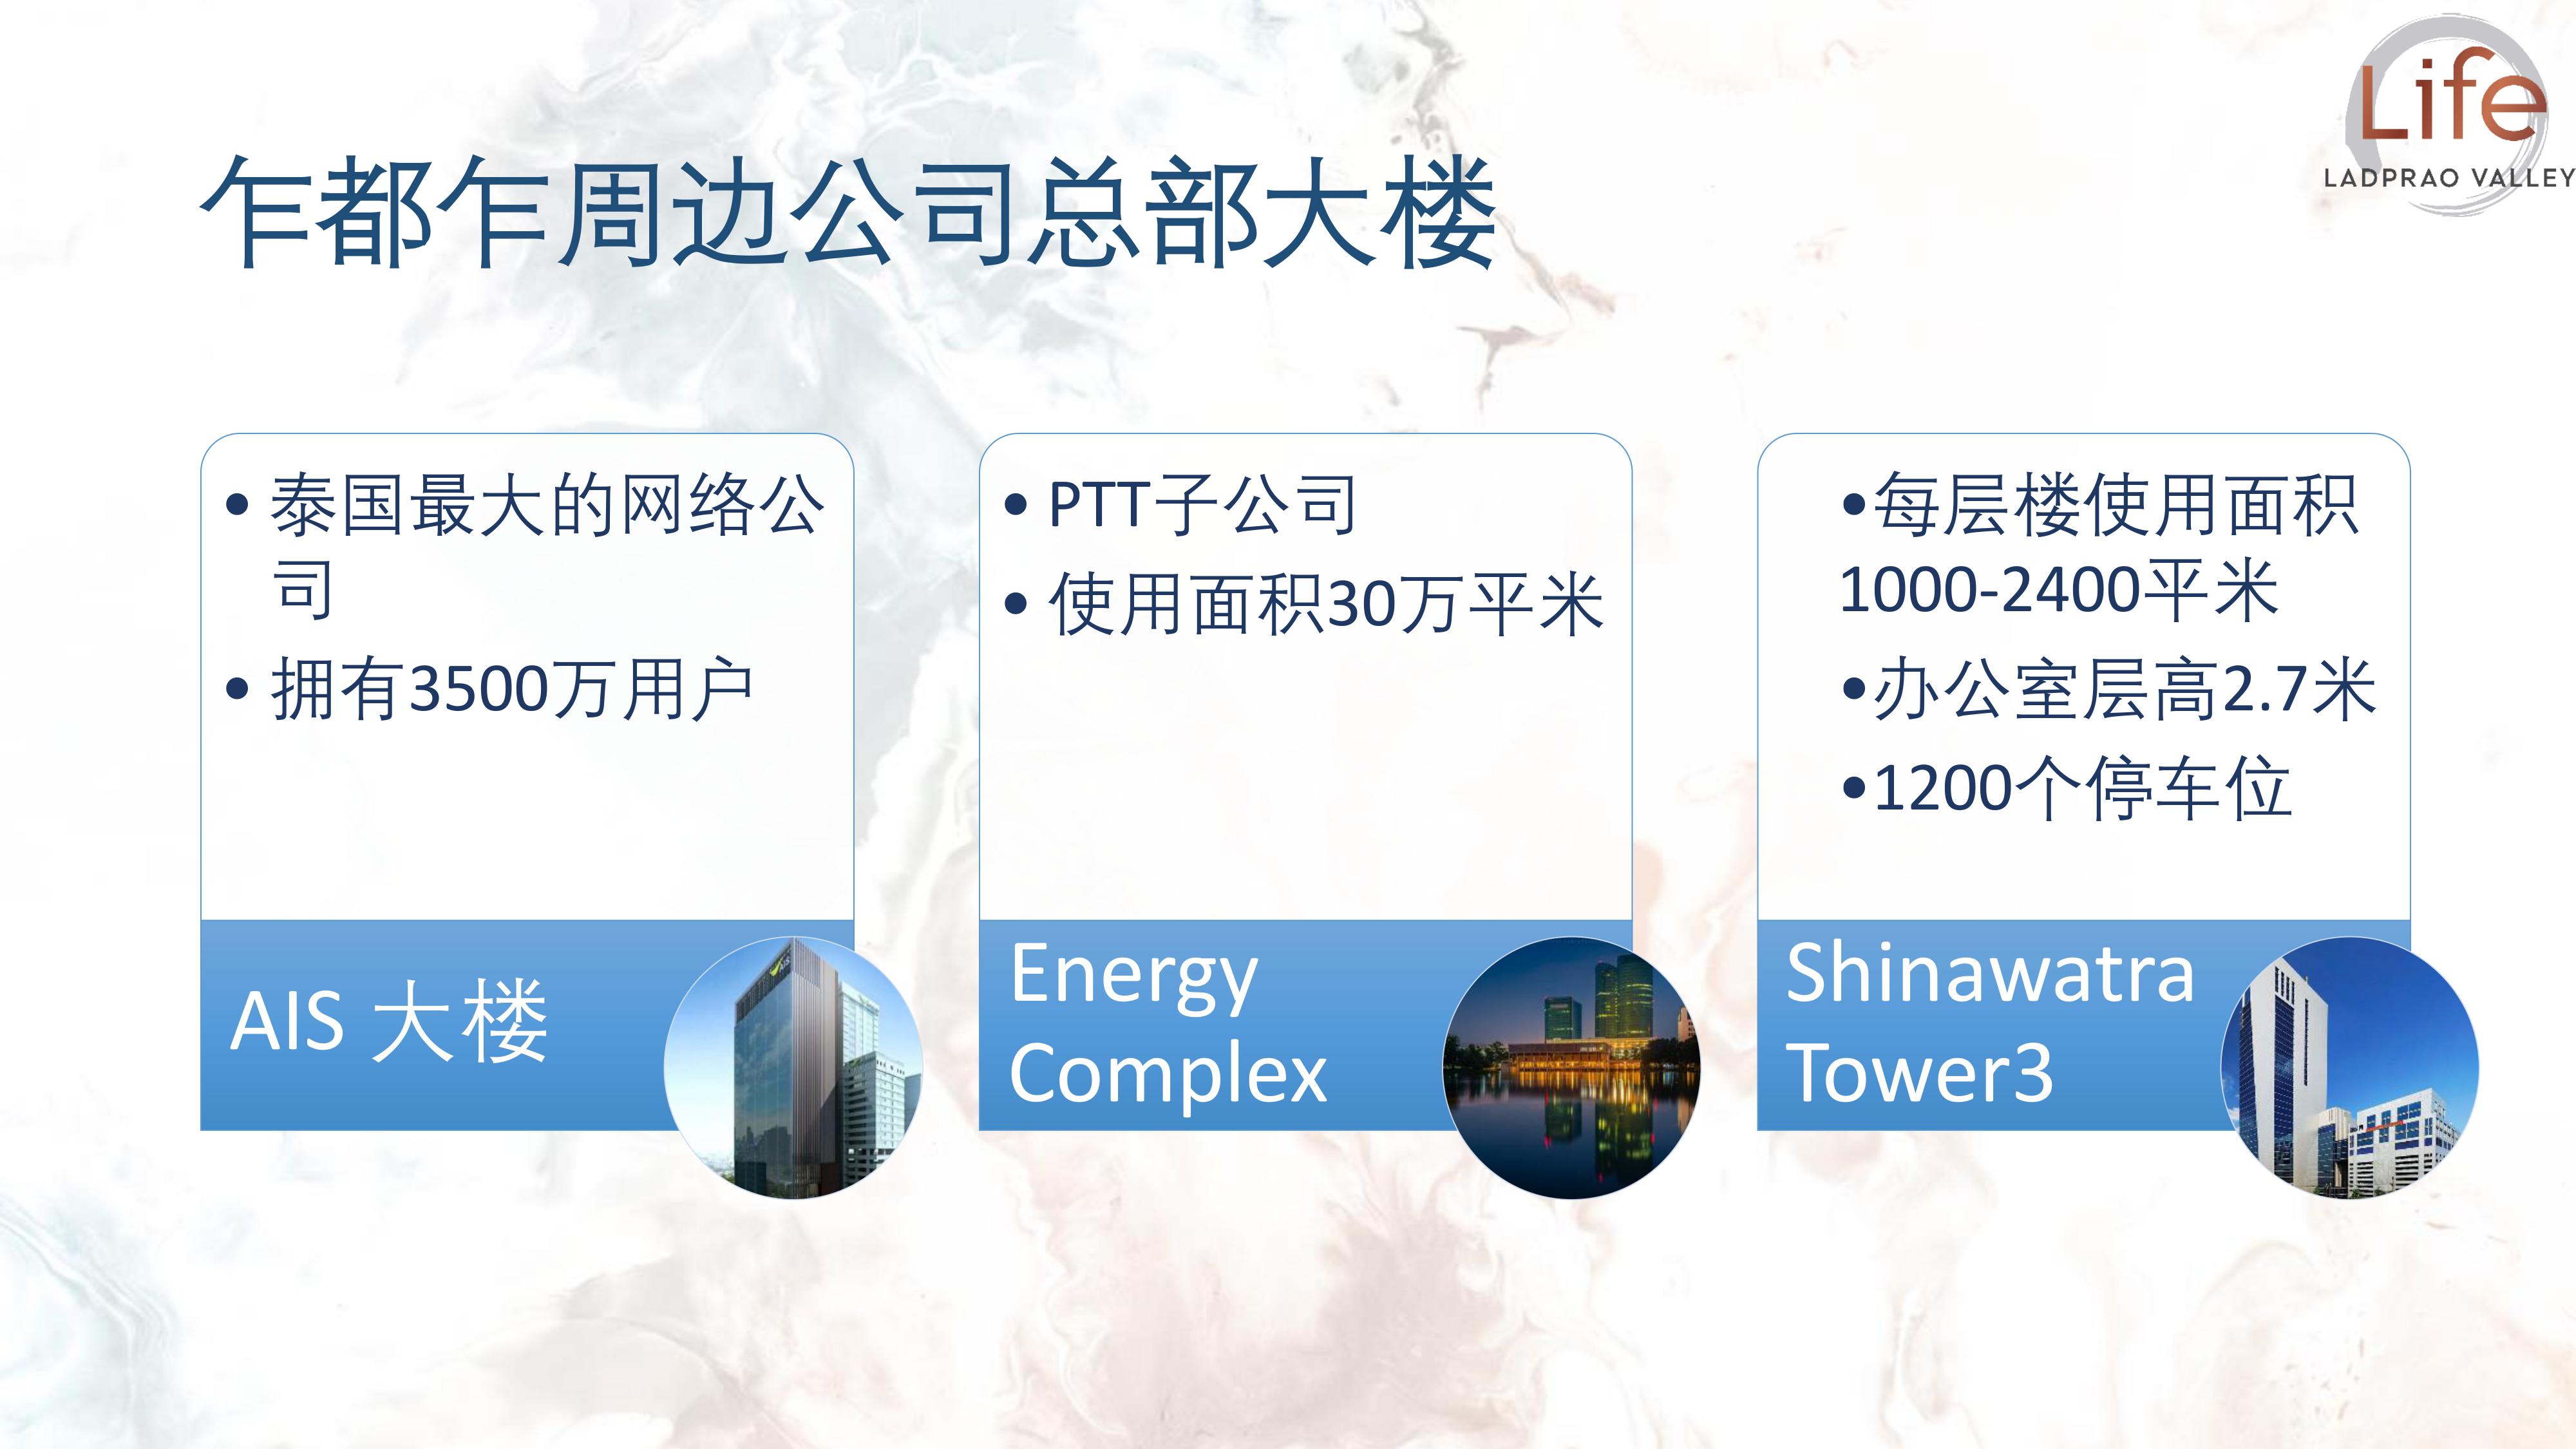 Life
LADPRAO VALLEY
乍都乍周边公司总部大楼
• 泰国最大的网络公
司
• 拥有3500万用户
AIS 大楼
• PTT子公司
• 使用面积30万平米
Energy
Complex
•每层楼使用面积
1000-2400平米
•办公室层高2.7米
•1200个停车位
Shinawatra
Tower3
AIS